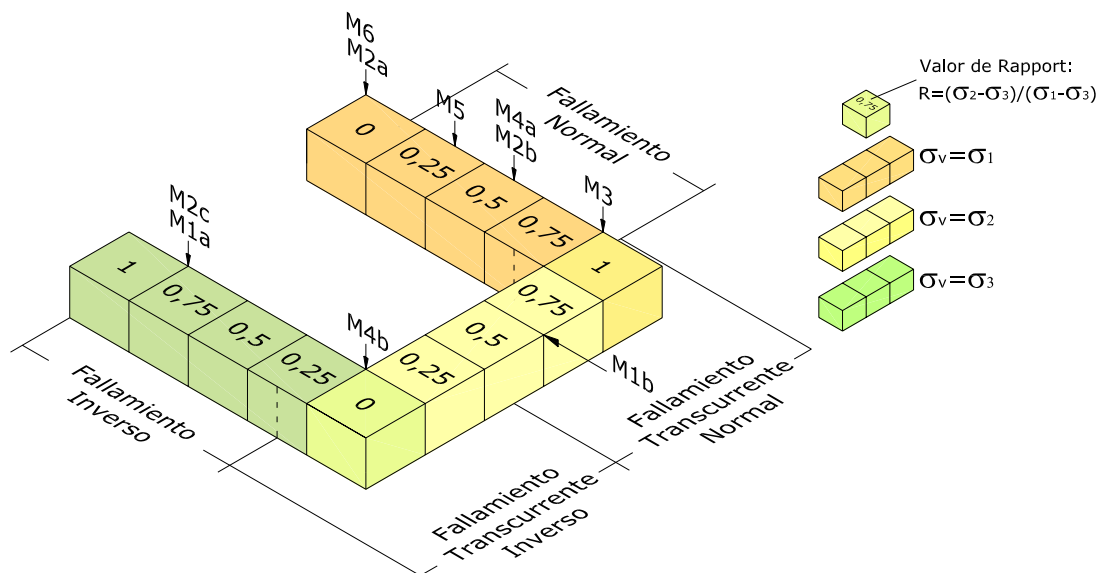 M6
M2a
M5
M4a
M2b
M3
Fallamiento
Normal
Valor de Rapport:
R=(σ2-σ3)/(σ1-σ3)
0,75
σv=σ1
σv=σ2
σv=σ3
0
0,25
0,5
0,75
1
M2c
M1a
M4b
M1b
1
0,75
0,5
0,25
0
0,25
0,5
0,75
Fallamiento
Inverso
Fallamiento
Transcurrente
Inverso
Fallamiento
Transcurrente
Normal